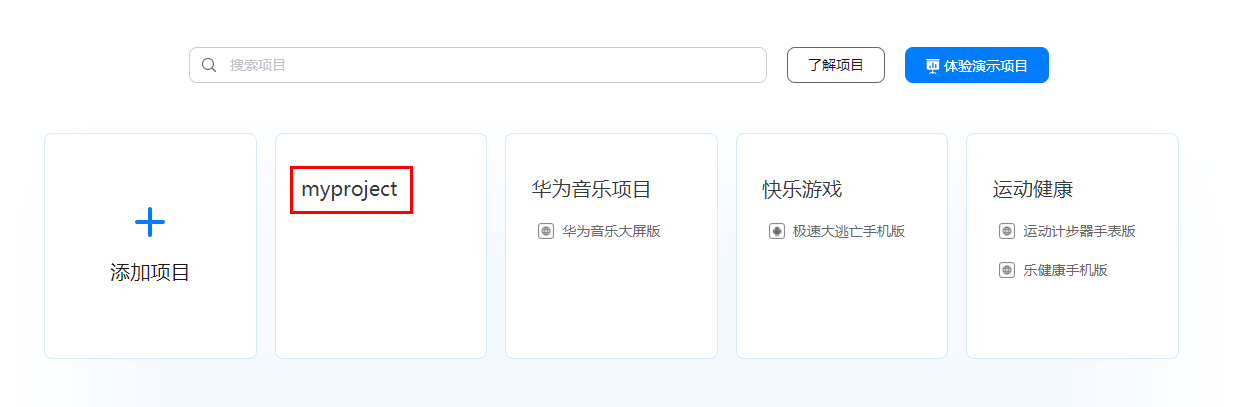 搜索项目
了解项目
体验演示项目
添加项目
myproject
华为音乐项目
华为音乐大屏版
快乐游戏
极速大逃亡手机版
运动健康
运动计步器手表版
乐健康手机版